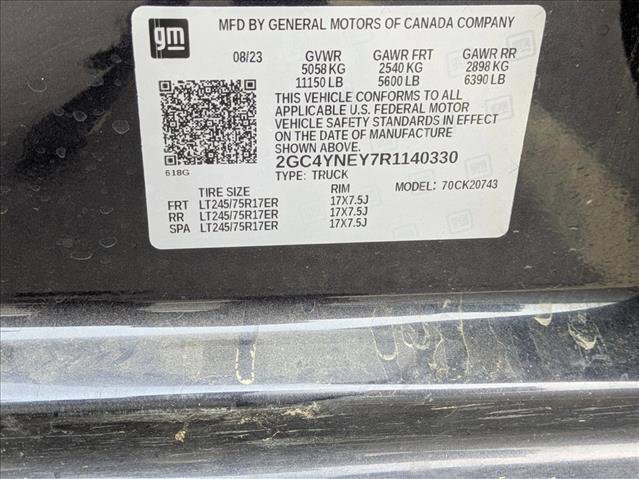 MFD BY GENERAL MOTORS OF CANADA COMPANY
gm
08/23 GVWR GAWR FRT GAWR RR
5058 KG 2540 KG 2898 KG
11150 LB 5600 LB 6390 LB
THIS VEHICLE CONFORMS TO ALL
APPLICABLE U.S. FEDERAL MOTOR
VEHICLE SAFETY STANDARDS IN EFFECT
ON THE DATE OF MANUFACTURE
SHOWN ABOVE.
2GC4YNEY7R1140330
618G
TYPE: TRUCK MODEL: 70CK20743
TIRE SIZE RIM
FRT LT245/75R17ER 17X7.5J
RR LT245/75R17ER 17X7.5J
SPA LT245/75R17ER 17X7.5J